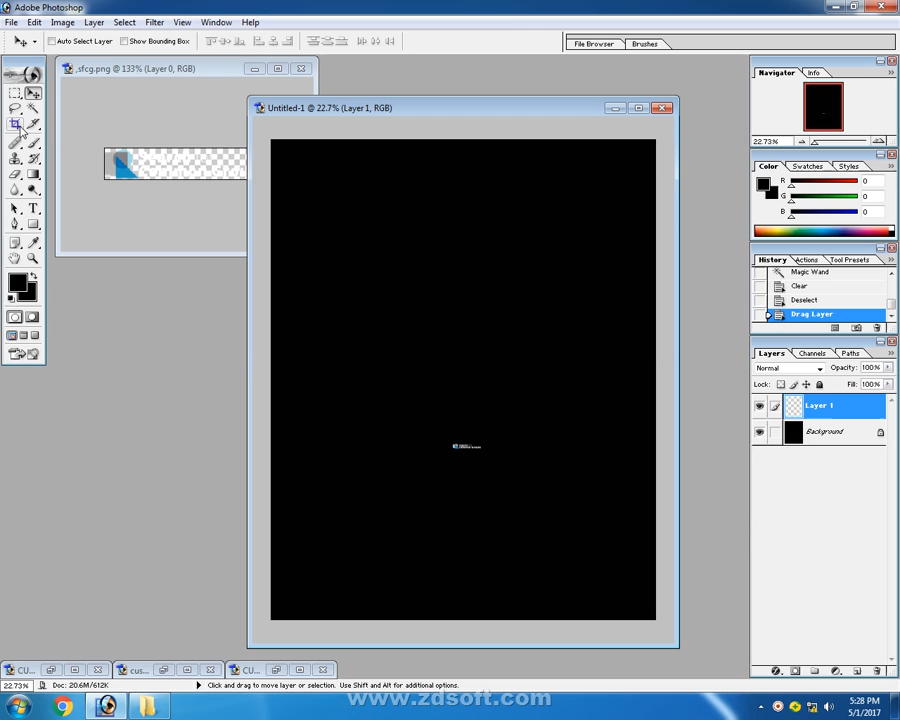 Adobe Photoshop
File Edit Image Layer Select Filter View Window Help
Auto Select Layer Show Bounding Box
File Browser Brushes
,sfcg.png @ 133% (Layer 0, RGB)
Untitled-1 @ 22.7% (Layer 1, RGB)
Navigator Info
22.73%
Color Swatches Styles
R 0
G 0
B 0
History Actions Tool Presets
Magic Wand
Clear
Deselect
Drag Layer
Layers Channels Paths
Normal Opacity: 100%
Lock: Fill: 100%
Layer 1
Background
CU... cus... CU...
22.73% Doc: 20.6M/612K Click and drag to move layer or selection. Use Shift and Alt for additional options.
www.zdsoft.com
5:28 PM
5/1/2017